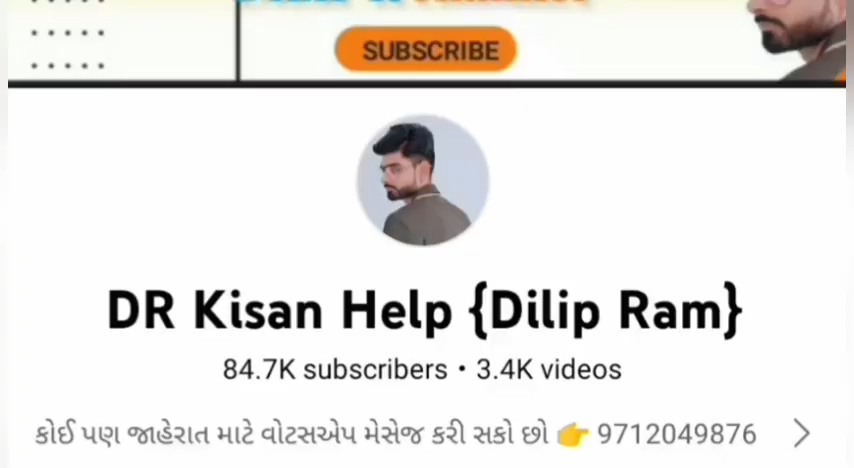 SUBSCRIBE
DR Kisan Help {Dilip Ram}
84.7K subscribers • 3.4K videos
કોઈ પણ જાહેરાત માટે વોટસએપ મેસેજ કરી સકો છો 👉 9712049876